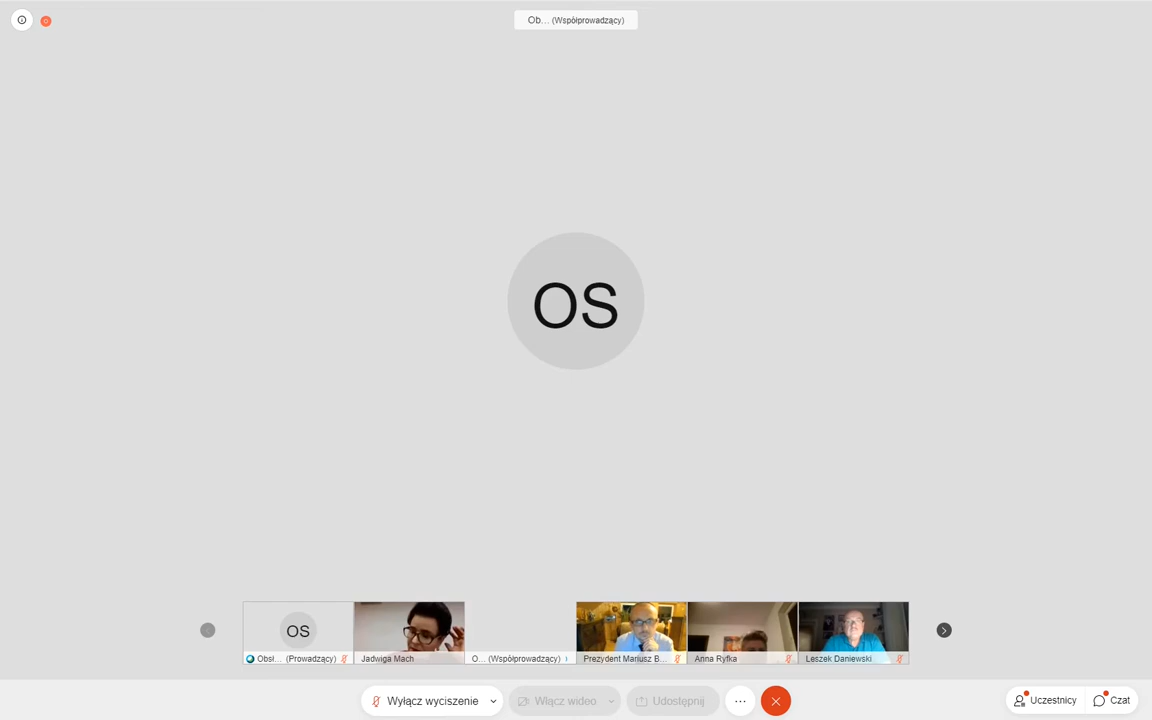 Ob... (Współprowadzący)
OS
OS
Obsł... (Prowadzący)
Jadwiga Mach
O... (Współprowadzący)
Prezydent Mariusz B...
Anna Ryfka
Leszek Daniewski
Wyłącz wyciszenie
Włącz wideo
Udostępnij
Uczestnicy
Czat